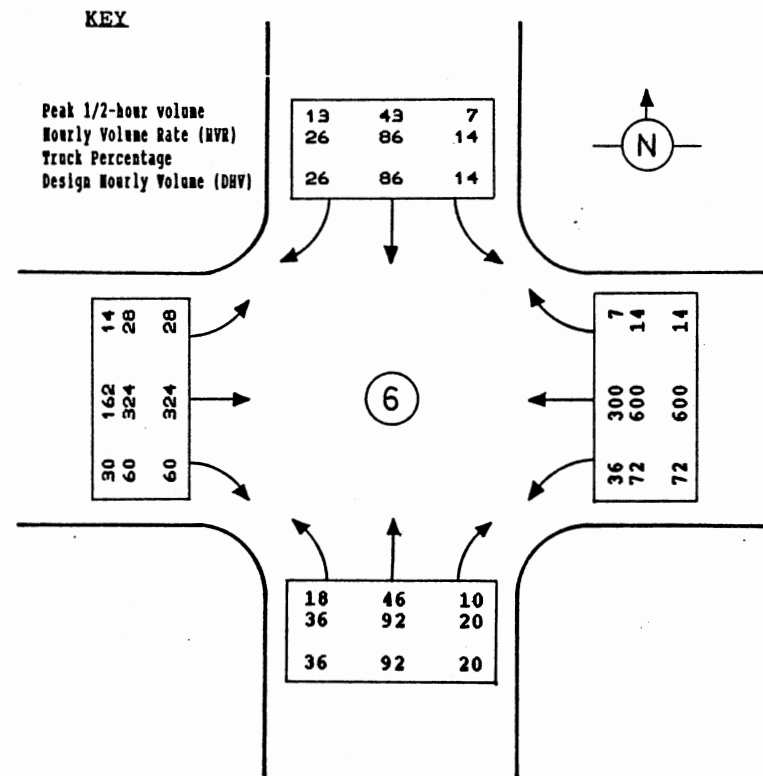 KEY
Peak 1/2-hour volume
Hourly Volume Rate (HVR)
Truck Percentage
Design Hourly Volume (DHV)
13 43 7
26 86 14
26 86 14
N
14 28 28
162 324 324
30 60 60
6
7 14 14
300 600 600
36 72 72
18 46 10
36 92 20
36 92 20